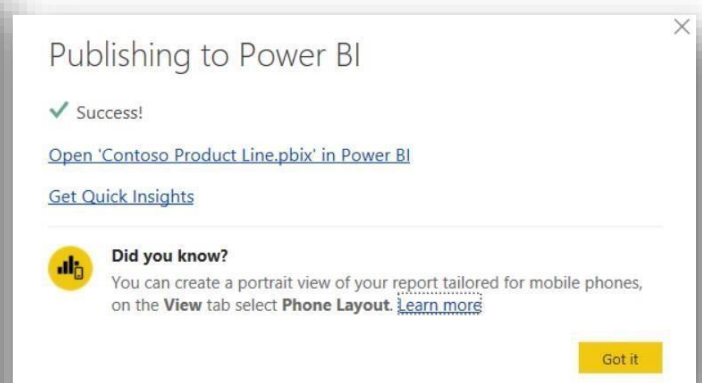 Publishing to Power BI
Success!
Open 'Contoso Product Line.pbix' in Power BI
Get Quick Insights
Did you know?
You can create a portrait view of your report tailored for mobile phones,
on the View tab select Phone Layout. Learn more
Got it